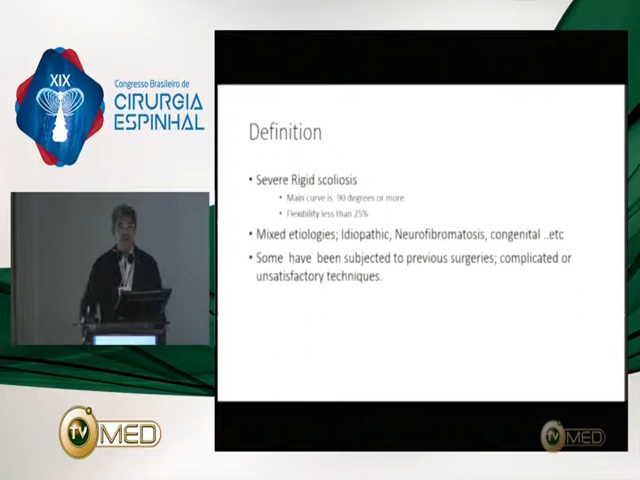 XIX
Congresso Brasileiro de
CIRURGIA
ESPINHAL
Definition
• Severe Rigid scoliosis
• Main curve is 90 degrees or more
• Flexibility less than 25%
• Mixed etiologies; Idiopathic, Neurofibromatosis, congenital ..etc
• Some have been subjected to previous surgeries; complicated or
unsatisfactory techniques.
TV MED
TV MED